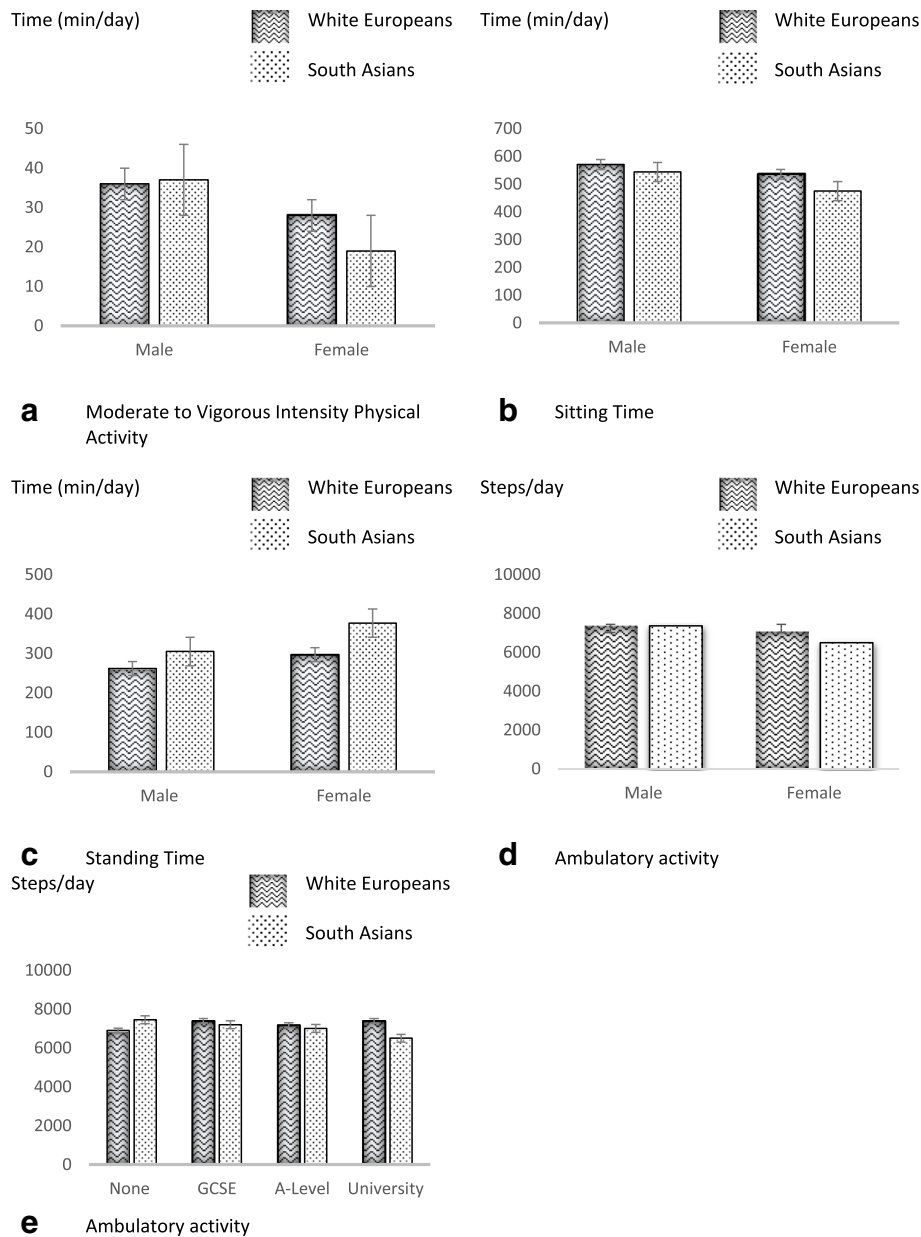 Time (min/day)
White Europeans
South Asians
50
40
30
20
10
0
Male
Female
a
Moderate to Vigorous Intensity Physical
Activity
Time (min/day)
White Europeans
South Asians
700
600
500
400
300
200
100
0
Male
Female
b
Sitting Time
Time (min/day)
White Europeans
South Asians
500
400
300
200
100
0
Male
Female
c
Standing Time
Steps/day
White Europeans
South Asians
10000
8000
6000
4000
2000
0
Male
Female
d
Ambulatory activity
Steps/day
White Europeans
South Asians
10000
8000
6000
4000
2000
0
None
GCSE
A-Level
University
e
Ambulatory activity